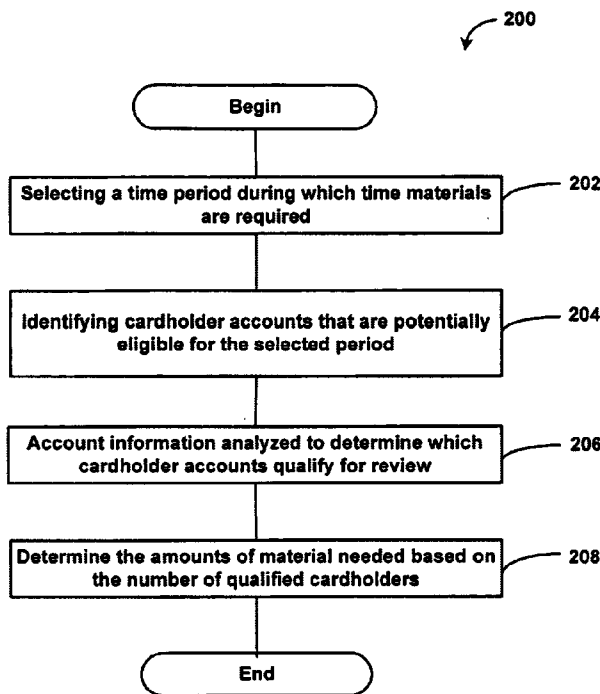 200
Begin
Selecting a time period during which time materials
are required
202
Identifying cardholder accounts that are potentially
eligible for the selected period
204
Account information analyzed to determine which
cardholder accounts qualify for review
206
Determine the amounts of material needed based on
the number of qualified cardholders
208
End